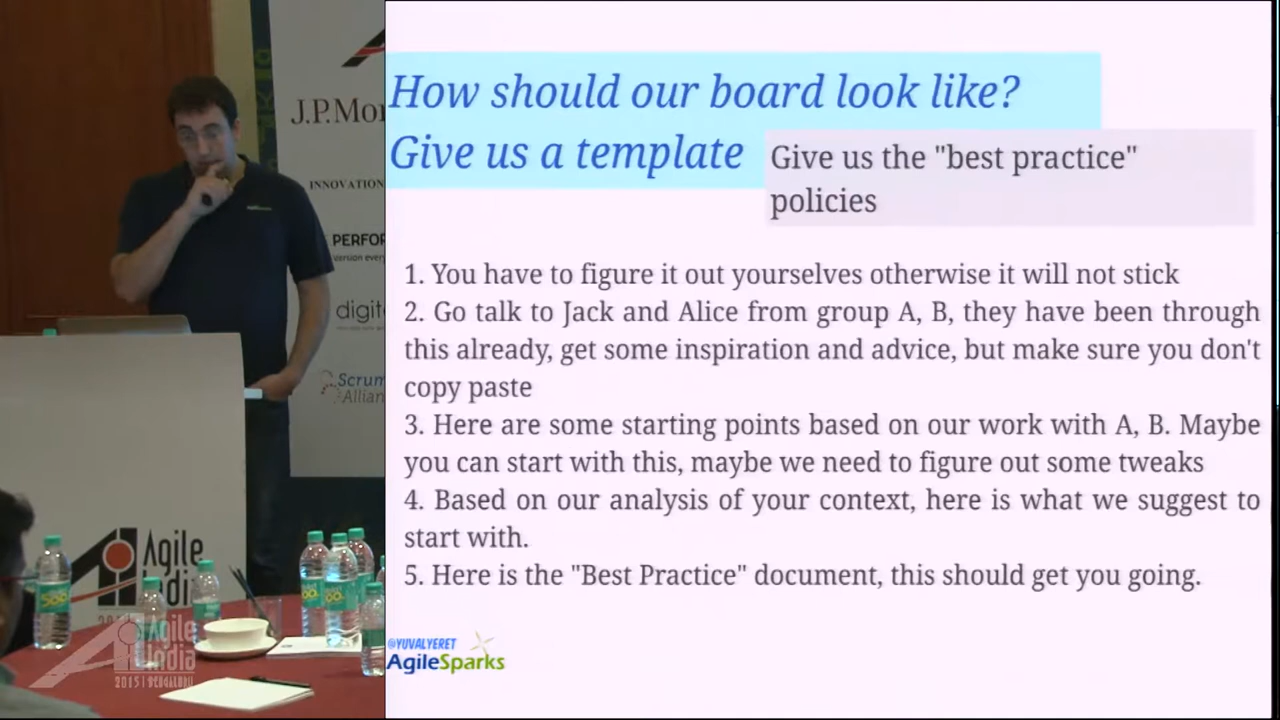 How should our board look like?
Give us a template
Give us the "best practice"
policies
1. You have to figure it out yourselves otherwise it will not stick
2. Go talk to Jack and Alice from group A, B, they have been through
this already, get some inspiration and advice, but make sure you don't
copy paste
3. Here are some starting points based on our work with A, B. Maybe
you can start with this, maybe we need to figure out some tweaks
4. Based on our analysis of your context, here is what we suggest to
start with.
5. Here is the "Best Practice" document, this should get you going.
@YUVALYERET
AgileSparks
J.P.Mor
INNOVATION
PERFOR
version every
digit
Scrum
Allian
Agile
India
Agile
India
2015 | BENGALURU